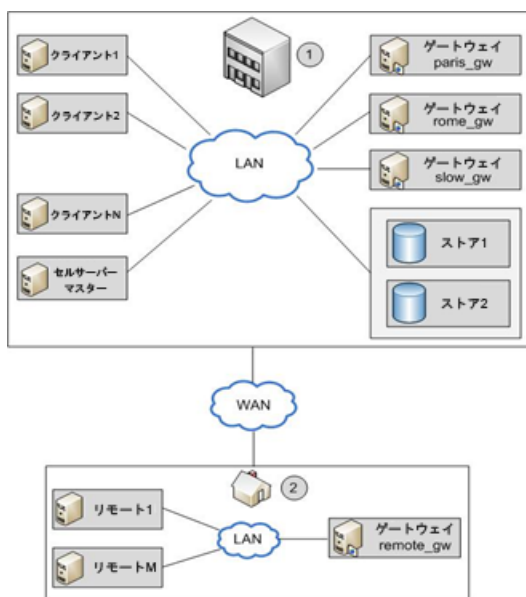 クライアント1
クライアント2
クライアントN
セルサーバー
マスター
1
LAN
ゲートウェイ
paris_gw
ゲートウェイ
rome_gw
ゲートウェイ
slow_gw
ストア1
ストア2
WAN
2
リモート1
リモートM
LAN
ゲートウェイ
remote_gw